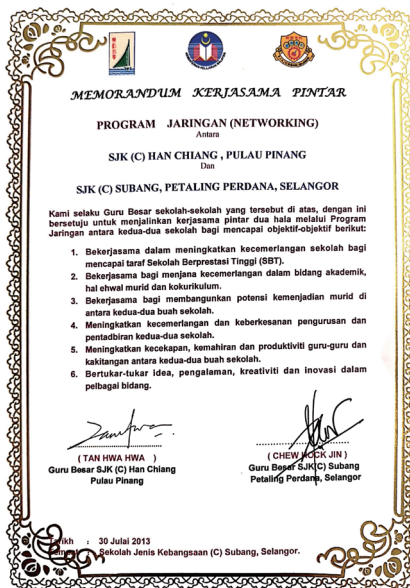 MEMORANDUM KERJASAMA PINTAR
PROGRAM JARINGAN (NETWORKING)
Antara
SJK (C) HAN CHIANG , PULAU PINANG
Dan
SJK (C) SUBANG, PETALING PERDANA, SELANGOR
Kami selaku Guru Besar sekolah-sekolah yang tersebut di atas, dengan ini
bersetuju untuk menjalinkan kerjasama pintar dua hala melalui Program
Jaringan antara kedua-dua sekolah bagi mencapai objektif-objektif berikut:
1. Bekerjasama dalam meningkatkan kecemerlangan sekolah bagi
mencapai taraf Sekolah Berprestasi Tinggi (SBT).
2. Bekerjasama bagi menjana kecemerlangan dalam bidang akademik,
hal ehwal murid dan kokurikulum.
3. Bekerjasama bagi membangunkan potensi kemenjadian murid di
antara kedua-dua buah sekolah.
4. Meningkatkan kecemerlangan dan keberkesanan pengurusan dan
pentadbiran kedua-dua sekolah.
5. Meningkatkan kecekapan, kemahiran dan produktiviti guru-guru dan
kakitangan antara kedua-dua buah sekolah.
6. Bertukar-tukar idea, pengalaman, kreativiti dan inovasi dalam
pelbagai bidang.
( TAN HWA HWA )
Guru Besar SJK (C) Han Chiang
Pulau Pinang
( CHEW HOCK JIN )
Guru Besar SJK(C) Subang
Petaling Perdana, Selangor
: 30 Julai 2013
: Sekolah Jenis Kebangsaan (C) Subang, Selangor.